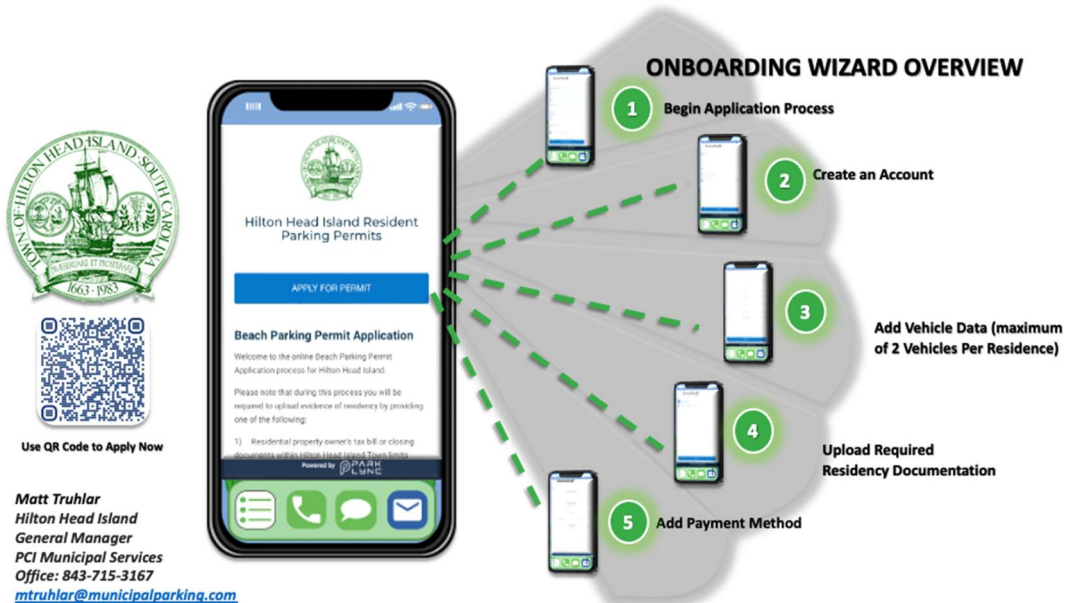 ONBOARDING WIZARD OVERVIEW
1
Begin Application Process
2
Create an Account
3
Add Vehicle Data (maximum
of 2 Vehicles Per Residence)
4
Upload Required
Residency Documentation
5
Add Payment Method
TOWN·OF·HILTON HEAD·ISLAND·SOUTH CAROLINA
1663-1983
Use QR Code to Apply Now
Matt Truhlar
Hilton Head Island
General Manager
PCI Municipal Services
Office: 843-715-3167
mtruhlar@municipalparking.com
Hilton Head Island Resident
Parking Permits
APPLY FOR PERMIT
Beach Parking Permit Application
Welcome to the online Beach Parking Permit
Application process for Hilton Head Island.
Please note that during this process you will be
required to upload evidence of residency by providing
one of the following:
1) Residential property owner's tax bill or closing
documents within Hilton Head Island Town limits
Powered by PARK
LYNC